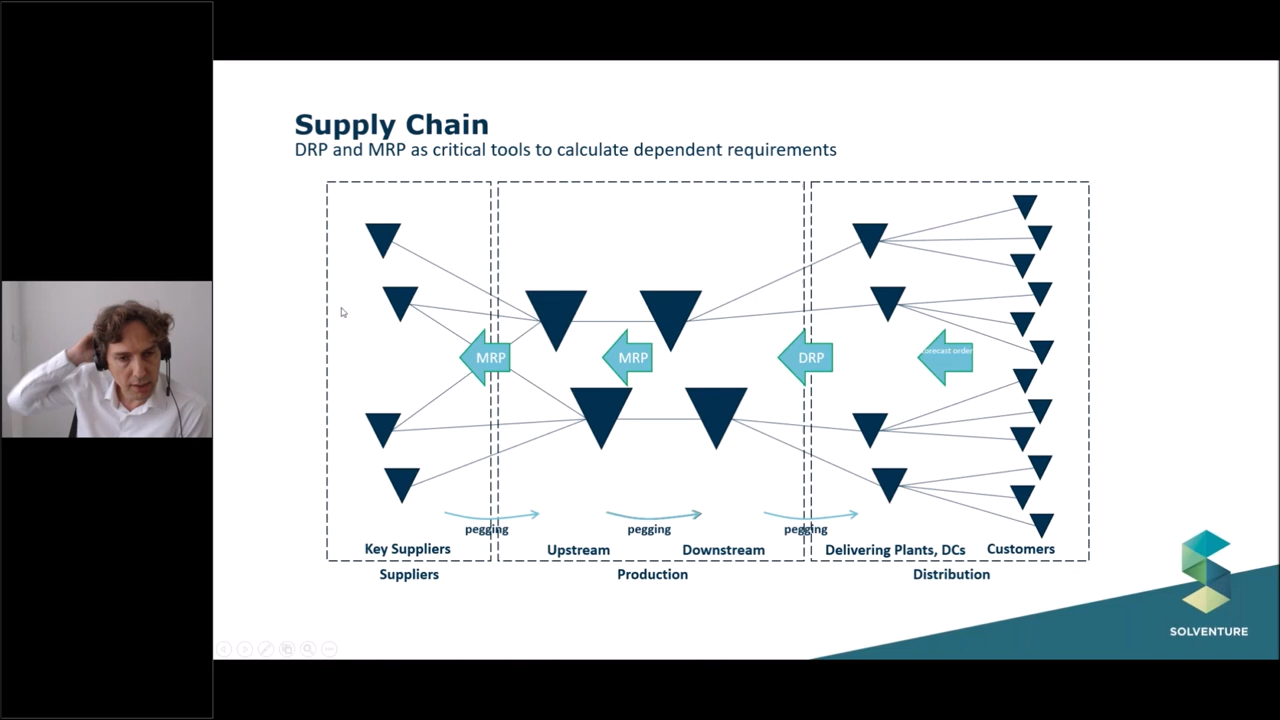 Supply Chain
DRP and MRP as critical tools to calculate dependent requirements
MRP
MRP
DRP
forecast order
pegging
pegging
pegging
Key Suppliers
Upstream
Downstream
Delivering Plants, DCs
Customers
Suppliers
Production
Distribution
SOLVENTURE